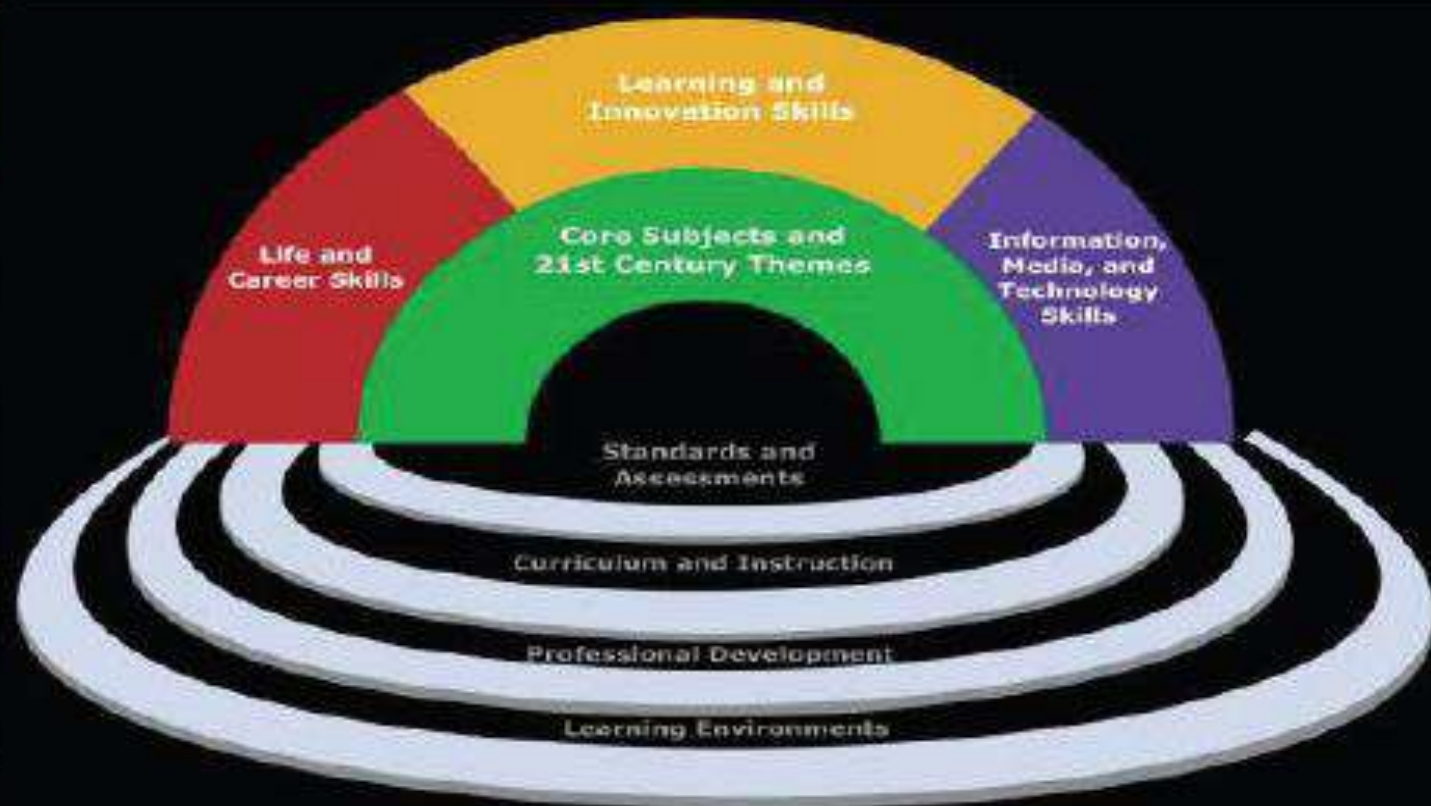 Learning and
Innovation Skills
Life and
Career Skills
Core Subjects and
21st Century Themes
Information,
Media, and
Technology
Skills
Standards and
Assessments
Curriculum and Instruction
Professional Development
Learning Environments